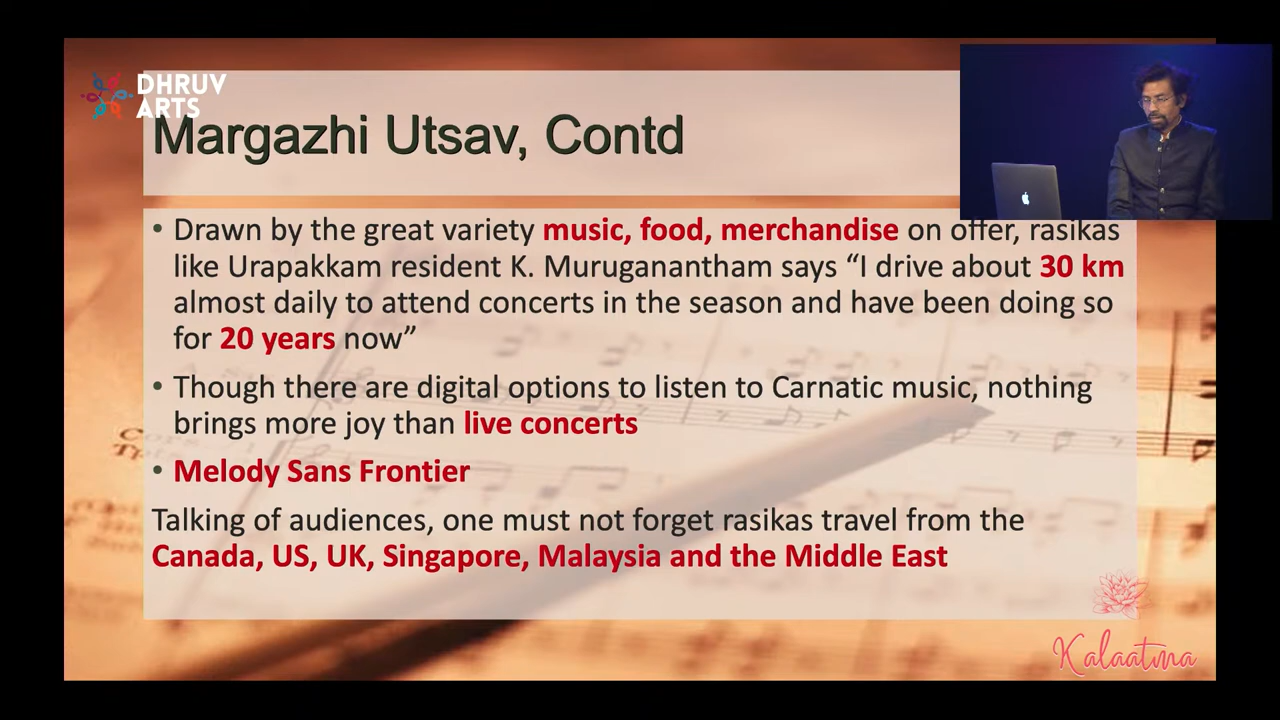 DHRUV
ARTS
Margazhi Utsav, Contd
• Drawn by the great variety music, food, merchandise on offer, rasikas
like Urapakkam resident K. Muruganantham says “I drive about 30 km
almost daily to attend concerts in the season and have been doing so
for 20 years now”
• Though there are digital options to listen to Carnatic music, nothing
brings more joy than live concerts
• Melody Sans Frontier
Talking of audiences, one must not forget rasikas travel from the
Canada, US, UK, Singapore, Malaysia and the Middle East
Kalaatma